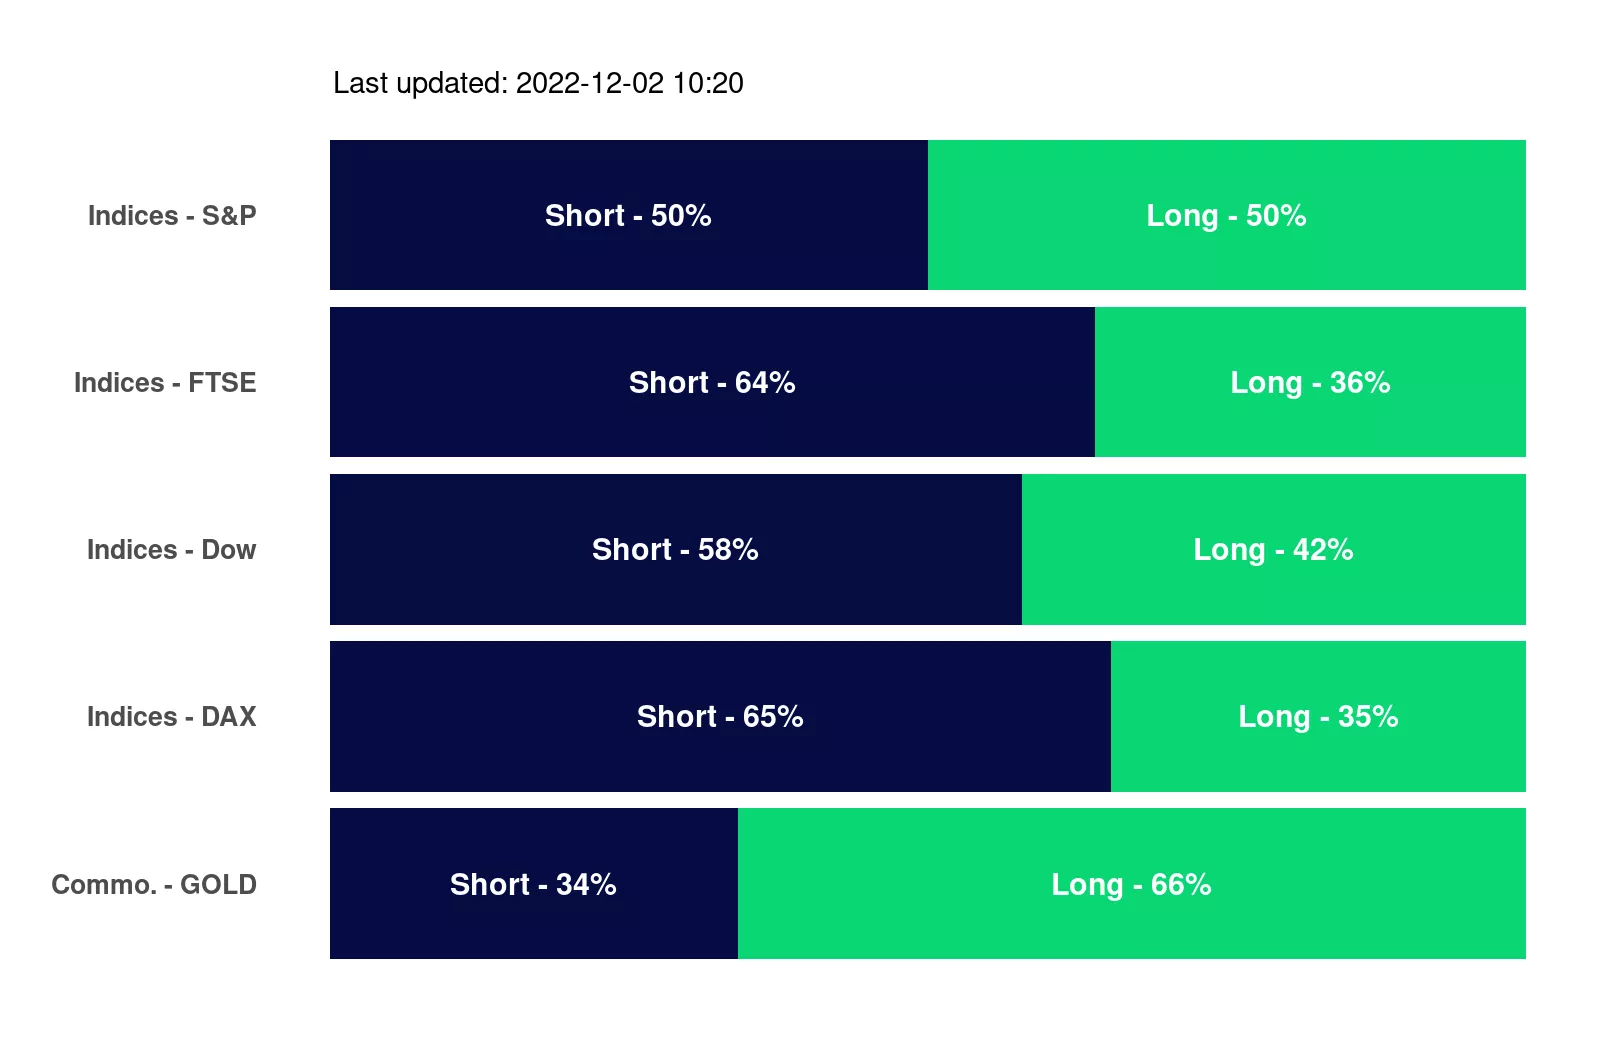 Last updated: 2022-12-02 10:20
Indices - S&P Short - 50% Long - 50%
Indices - FTSE Short - 64% Long - 36%
Indices - Dow Short - 58% Long - 42%
Indices - DAX Short - 65% Long - 35%
Commo. - GOLD Short - 34% Long - 66%